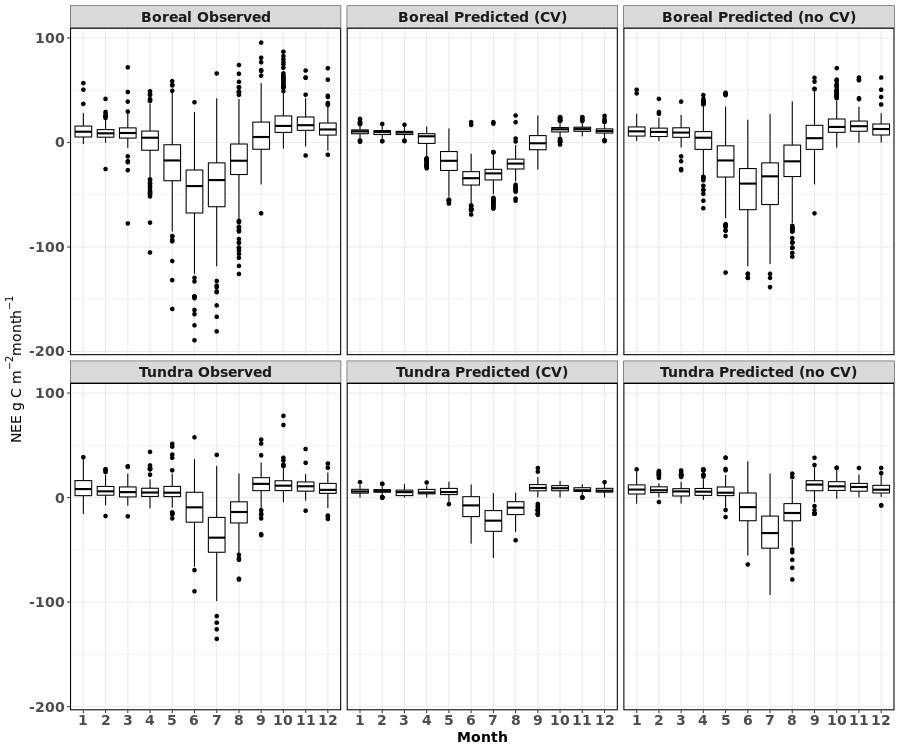 Boreal Observed Boreal Predicted (CV) Boreal Predicted (no CV)
100
0
-100
-200
Tundra Observed Tundra Predicted (CV) Tundra Predicted (no CV)
100
0
-100
-200
NEE g C m⁻²month⁻¹
1 2 3 4 5 6 7 8 9 10 11 12 1 2 3 4 5 6 7 8 9 10 11 12 1 2 3 4 5 6 7 8 9 10 11 12
Month